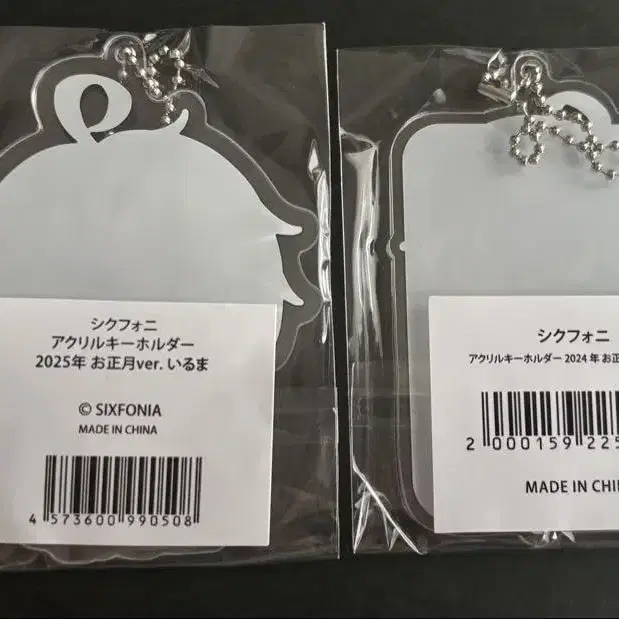 シクフォニ
アクリルキーホルダー
2025年 お正月ver. いるま
© SIXFONIA
MADE IN CHINA
4 573600 990508
シクフォニ
アクリルキーホルダー 2024 年 お正
2 000159 225
MADE IN CHI